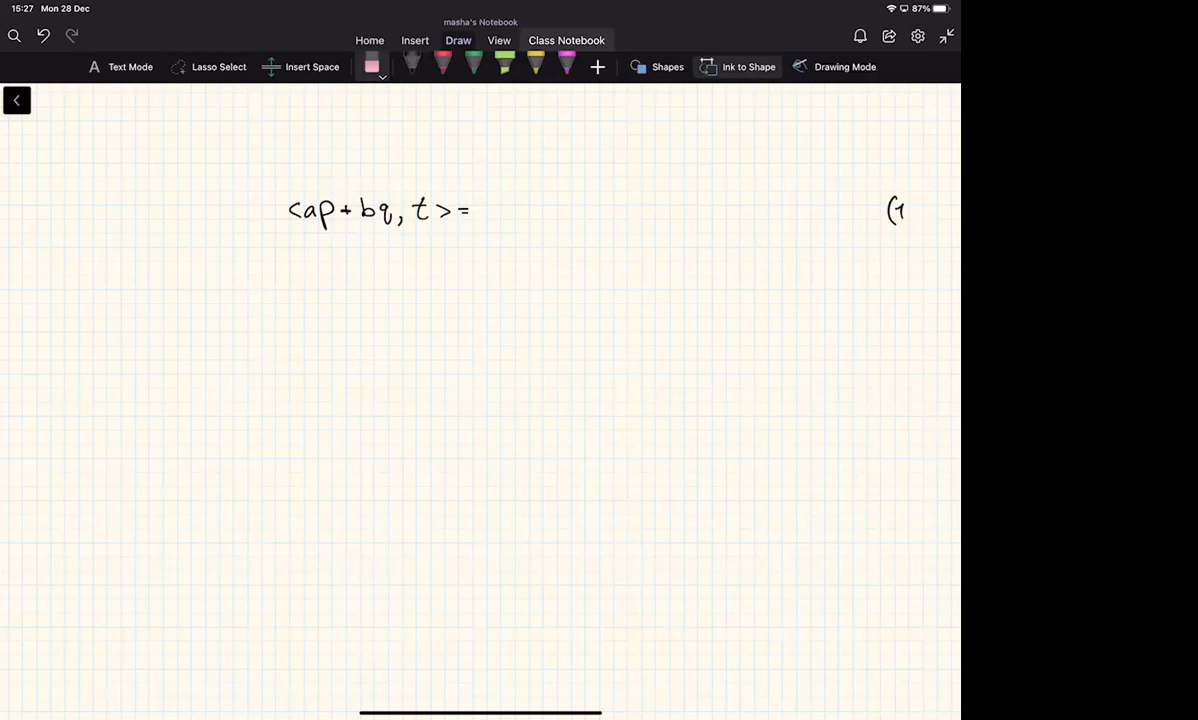 15:27 Mon 28 Dec
87%
masha's Notebook
Home Insert Draw View Class Notebook
A Text Mode Lasso Select Insert Space Shapes Ink to Shape Drawing Mode
<ap + bq, t> =